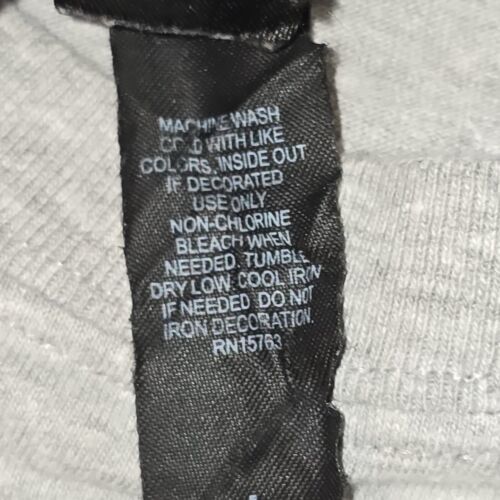 MACHINE WASH
COLD WITH LIKE
COLORS. INSIDE OUT
IF DECORATED
USE ONLY
NON-CHLORINE
BLEACH WHEN
NEEDED. TUMBLE
DRY LOW. COOL IRON
IF NEEDED. DO NOT
IRON DECORATION.
RN15763